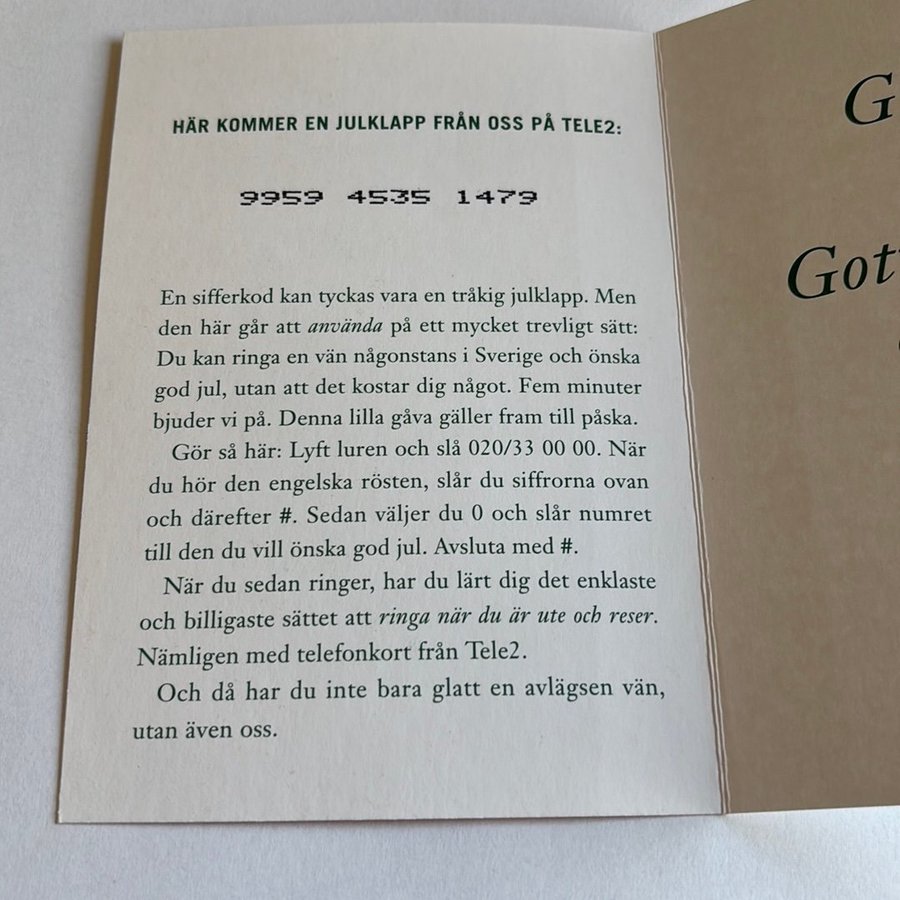 HÄR KOMMER EN JULKLAPP FRÅN OSS PÅ TELE2:
9959 4535 1479
En sifferkod kan tyckas vara en tråkig julklapp. Men
den här går att använda på ett mycket trevligt sätt:
Du kan ringa en vän någonstans i Sverige och önska
god jul, utan att det kostar dig något. Fem minuter
bjuder vi på. Denna lilla gåva gäller fram till påska.
Gör så här: Lyft luren och slå 020/33 00 00. När
du hör den engelska rösten, slår du siffrorna ovan
och därefter #. Sedan väljer du 0 och slår numret
till den du vill önska god jul. Avsluta med #.
När du sedan ringer, har du lärt dig det enklaste
och billigaste sättet att ringa när du är ute och reser.
Nämligen med telefonkort från Tele2.
Och då har du inte bara glatt en avlägsen vän,
utan även oss.